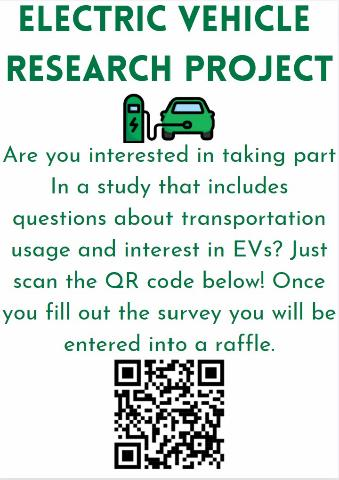 ELECTRIC VEHICLE
RESEARCH PROJECT
Are you interested in taking part
In a study that includes
questions about transportation
usage and interest in EVs? Just
scan the QR code below! Once
you fill out the survey you will be
entered into a raffle.